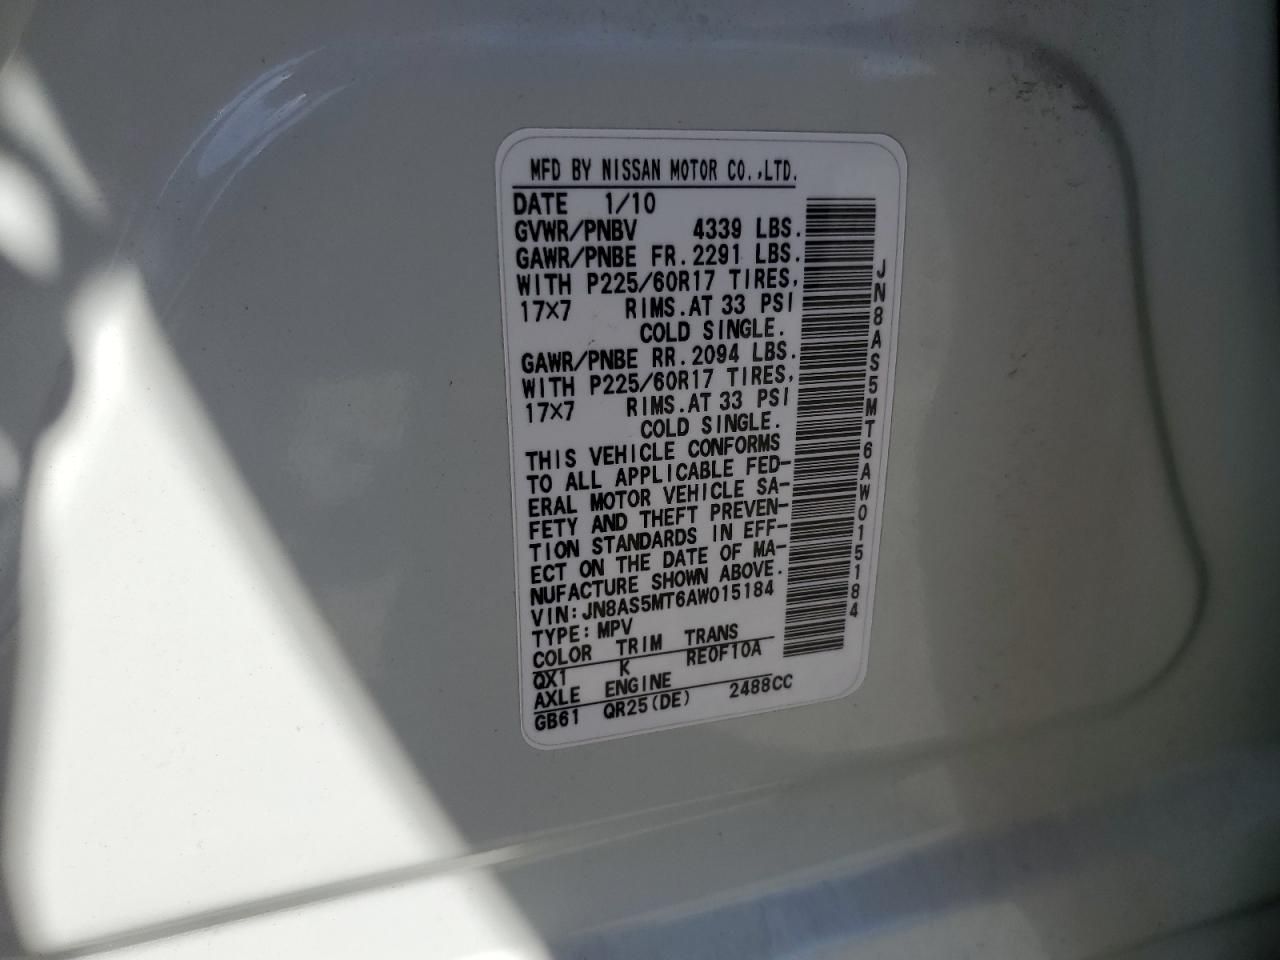 MFD BY NISSAN MOTOR CO.,LTD.
DATE 1/10
GVWR/PNBV 4339 LBS.
GAWR/PNBE FR.2291 LBS.
WITH P225/60R17 TIRES,
17×7 RIMS.AT 33 PSI
COLD SINGLE.
GAWR/PNBE RR.2094 LBS.
WITH P225/60R17 TIRES,
17×7 RIMS.AT 33 PSI
COLD SINGLE.
THIS VEHICLE CONFORMS
TO ALL APPLICABLE FED-
ERAL MOTOR VEHICLE SA-
FETY AND THEFT PREVEN-
TION STANDARDS IN EFF-
ECT ON THE DATE OF MA-
NUFACTURE SHOWN ABOVE.
VIN:JN8AS5MT6AW015184
TYPE:MPV
COLOR TRIM TRANS
QX1 K RE0F10A
AXLE ENGINE
GB61 QR25(DE) 2488CC
JN8AS5MT6AW015184